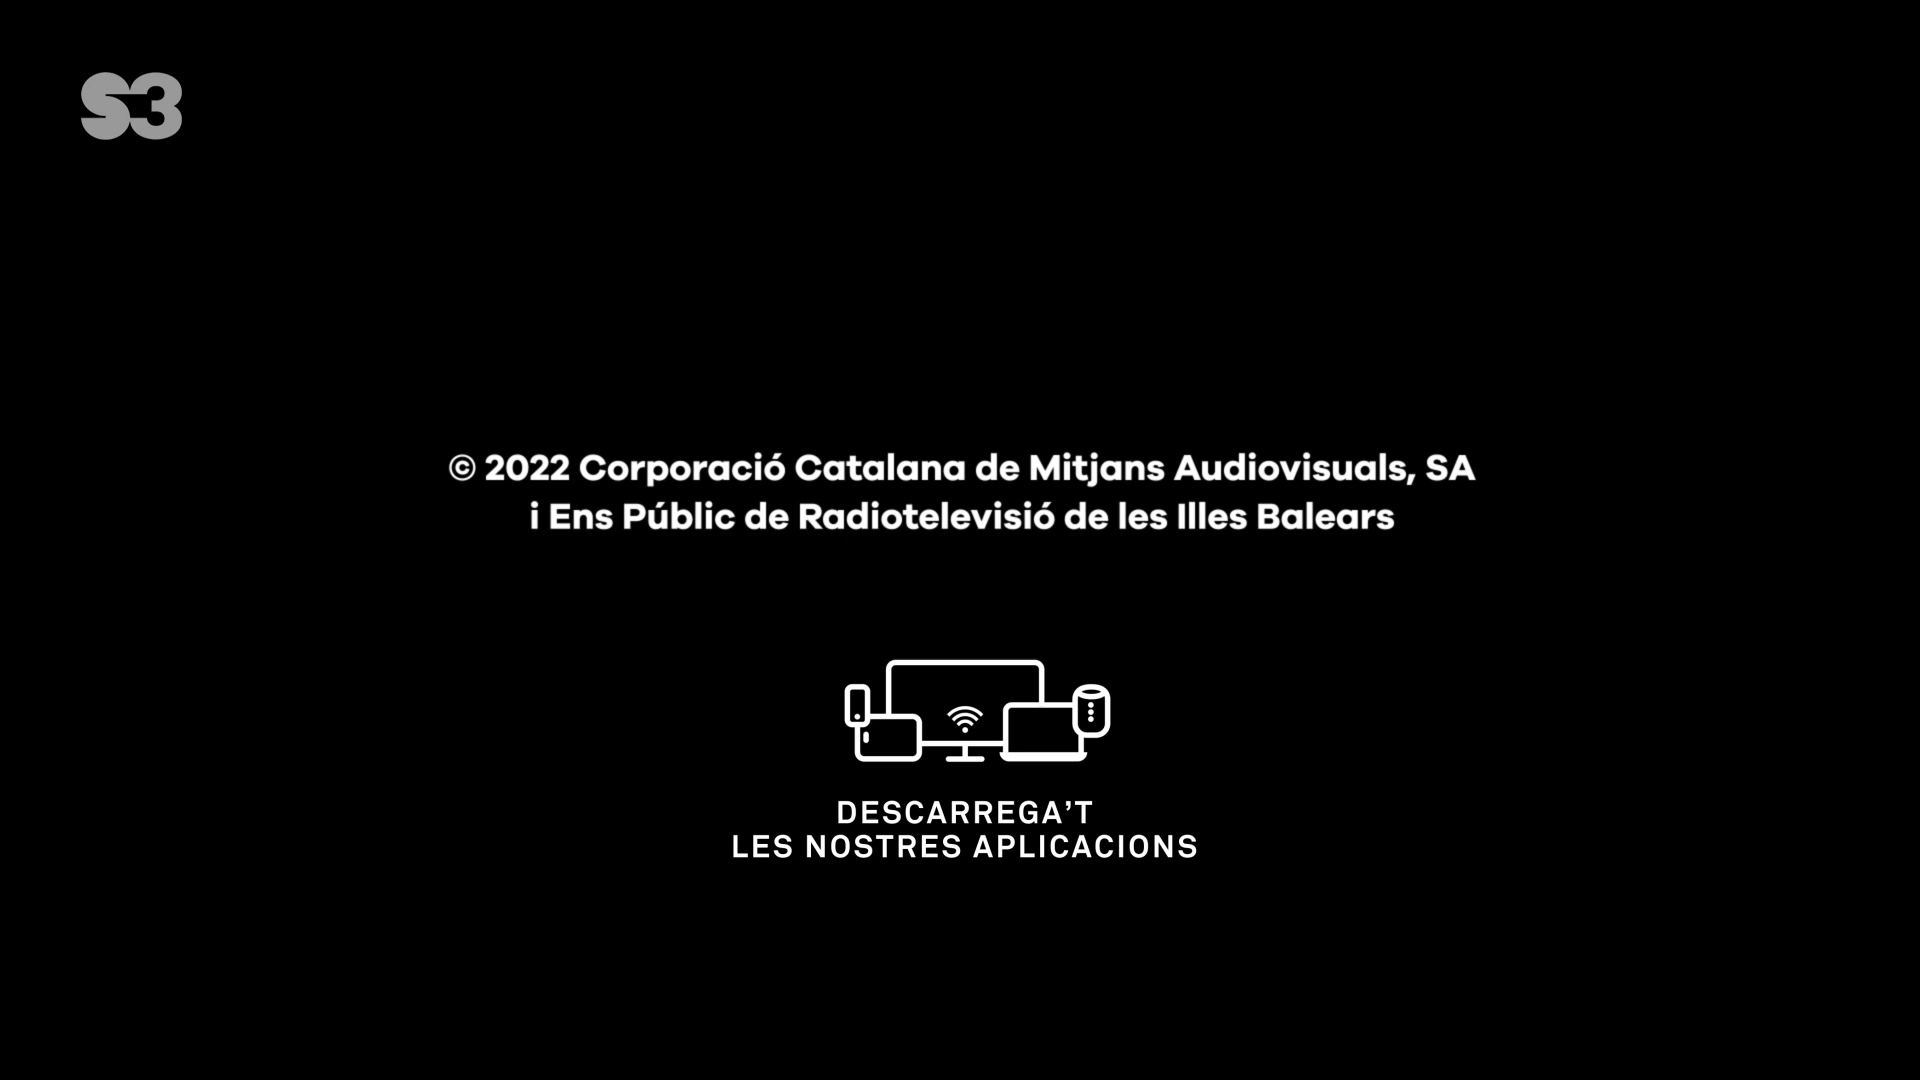 S3
© 2022 Corporació Catalana de Mitjans Audiovisuals, SA
i Ens Públic de Radiotelevisió de les Illes Balears
DESCARREGA’T
LES NOSTRES APLICACIONS